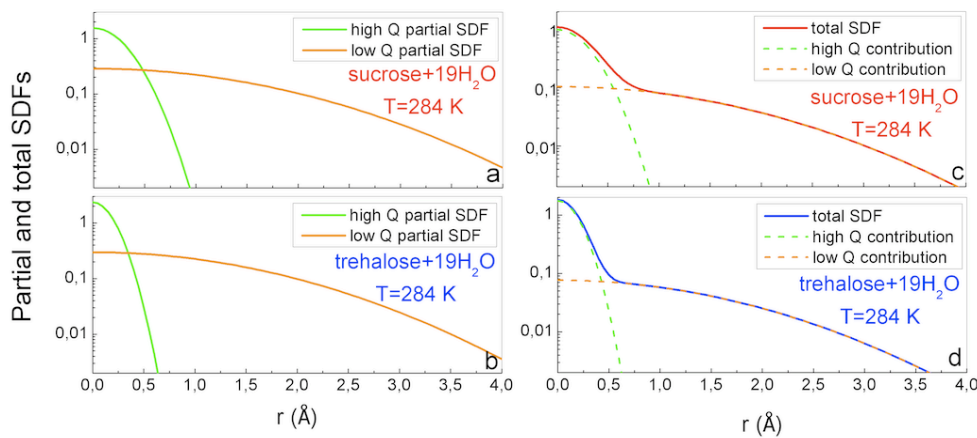 Partial and total SDFs
1
0,1
0,01
high Q partial SDF
low Q partial SDF
sucrose+19H2O
T=284 K
a
1
0,1
0,01
high Q partial SDF
low Q partial SDF
trehalose+19H2O
T=284 K
b
0,0 0,5 1,0 1,5 2,0 2,5 3,0 3,5 4,0
r (Å)
1
0,1
0,01
total SDF
high Q contribution
low Q contribution
sucrose+19H2O
T=284 K
c
1
0,1
0,01
total SDF
high Q contribution
low Q contribution
trehalose+19H2O
T=284 K
d
0,0 0,5 1,0 1,5 2,0 2,5 3,0 3,5 4,0
r (Å)